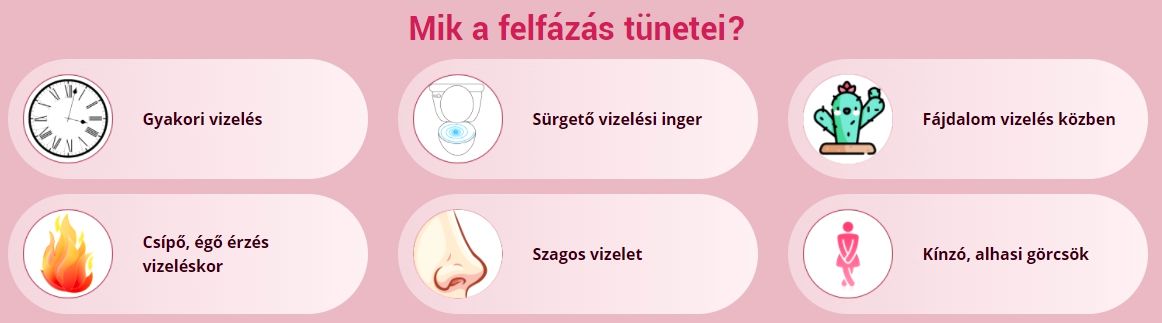 Mik a felfázás tünetei?
Gyakori vizelés
Sürgető vizelési inger
Fájdalom vizelés közben
Csípő, égő érzés
vizeléskor
Szagos vizelet
Kínzó, alhasi görcsök